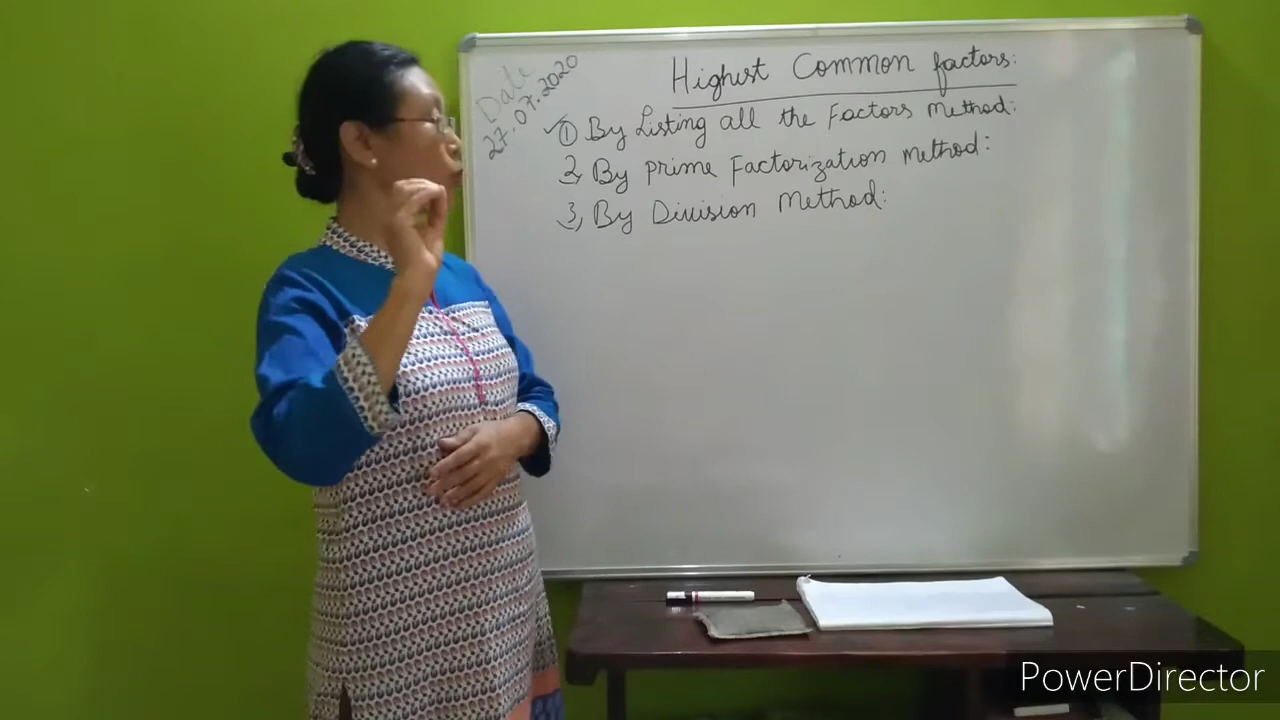 Date
27.07.2020
Highest Common factors:
✓① By Listing all the Factors Method:
2, By prime Factorization method:
3, By Division Method:
PowerDirector